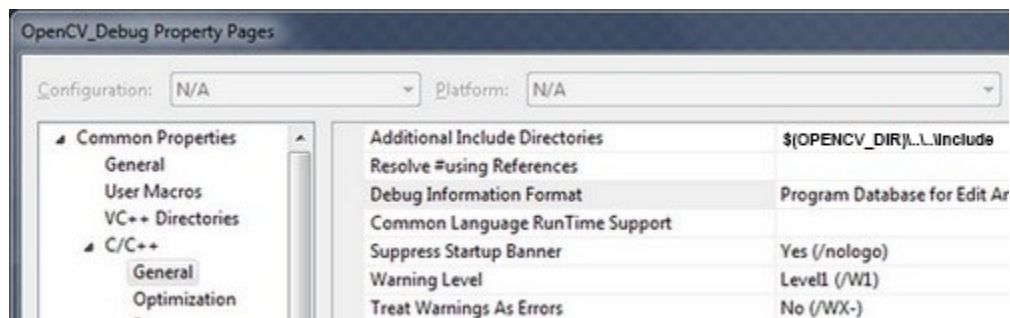 OpenCV_Debug Property Pages
Configuration: N/A Platform: N/A
Common Properties Additional Include Directories $(OPENCV_DIR)\..\..\include
General Resolve #using References
User Macros Debug Information Format Program Database for Edit Ar
VC++ Directories Common Language RunTime Support
C/C++ Suppress Startup Banner Yes (/nologo)
General Warning Level Level1 (/W1)
Optimization Treat Warnings As Errors No (/WX-)